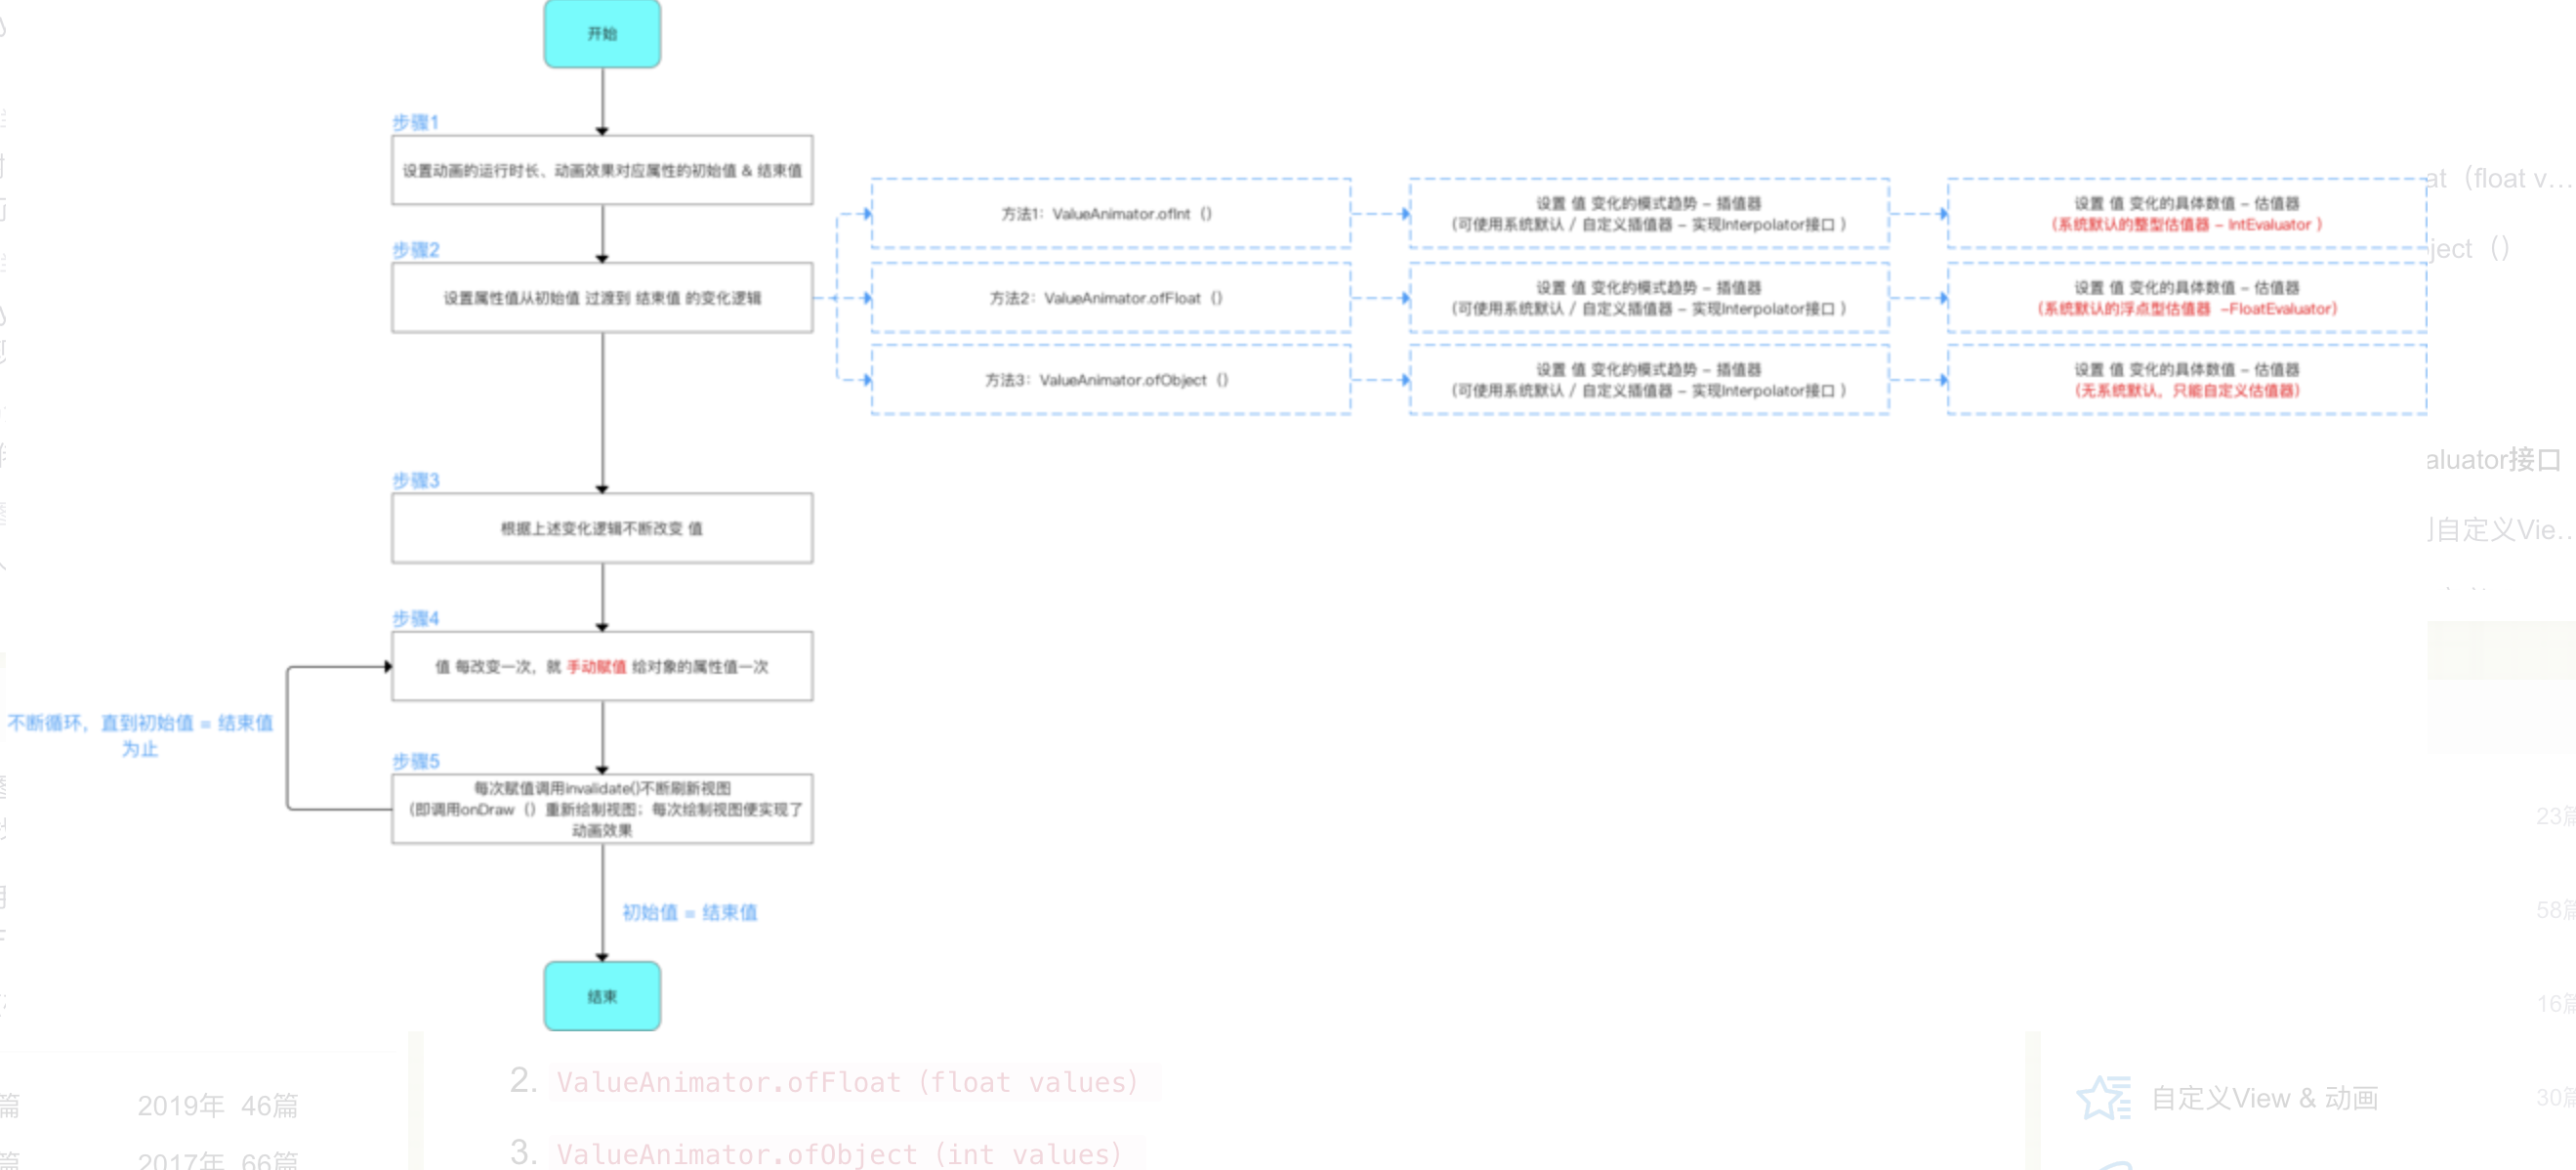 开始
步骤1
设置动画的运行时长、动画效果对应属性的初始值 & 结束值
步骤2
设置属性值从初始值 过渡到 结束值 的变化逻辑
方法1：ValueAnimator.ofInt（）
设置 值 变化的模式趋势 – 插值器
(可使用系统默认 / 自定义插值器 – 实现Interpolator接口 )
设置 值 变化的具体数值 – 估值器
(系统默认的整型估值器 – IntEvaluator )
方法2：ValueAnimator.ofFloat（）
设置 值 变化的模式趋势 – 插值器
(可使用系统默认 / 自定义插值器 – 实现Interpolator接口 )
设置 值 变化的具体数值 – 估值器
(系统默认的浮点型估值器 –FloatEvaluator)
方法3：ValueAnimator.ofObject（）
设置 值 变化的模式趋势 – 插值器
(可使用系统默认 / 自定义插值器 – 实现Interpolator接口 )
设置 值 变化的具体数值 – 估值器
(无系统默认，只能自定义估值器)
步骤3
根据上述变化逻辑不断改变 值
步骤4
值 每改变一次，就 手动赋值 给对象的属性值一次
不断循环，直到初始值 = 结束值
为止
步骤5
每次赋值调用invalidate()不断刷新视图
（即调用onDraw（）重新绘制视图；每次绘制视图便实现了
动画效果
初始值 = 结束值
结束
at（float v...
ject（）
aluator接口
自定义Vie...
23篇
58篇
16篇
30篇
2. ValueAnimator.ofFloat（float values）
3. ValueAnimator.ofObject（int values）
篇
2019年 46篇
篇
2017年 66篇
自定义View & 动画